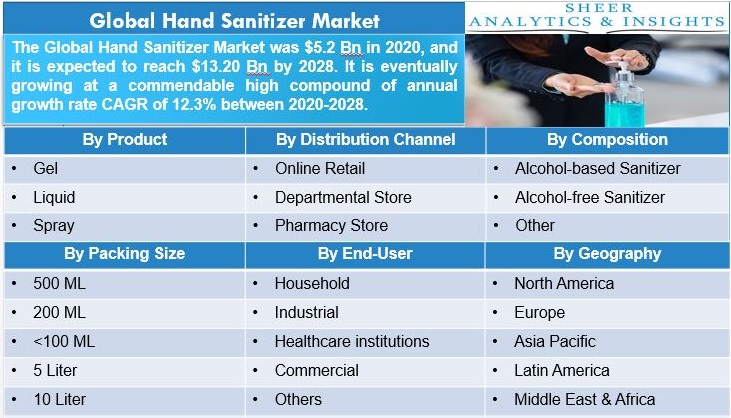 Global Hand Sanitizer Market
SHEER
ANALYTICS & INSIGHTS
The Global Hand Sanitizer Market was $5.2 Bn in 2020, and
it is expected to reach $13.20 Bn by 2028. It is eventually
growing at a commendable high compound of annual
growth rate CAGR of 12.3% between 2020-2028.
By Product By Distribution Channel By Composition
• Gel • Online Retail • Alcohol-based Sanitizer
• Liquid • Departmental Store • Alcohol-free Sanitizer
• Spray • Pharmacy Store • Other
By Packing Size By End-User By Geography
• 500 ML • Household • North America
• 200 ML • Industrial • Europe
• <100 ML • Healthcare institutions • Asia Pacific
• 5 Liter • Commercial • Latin America
• 10 Liter • Others • Middle East & Africa